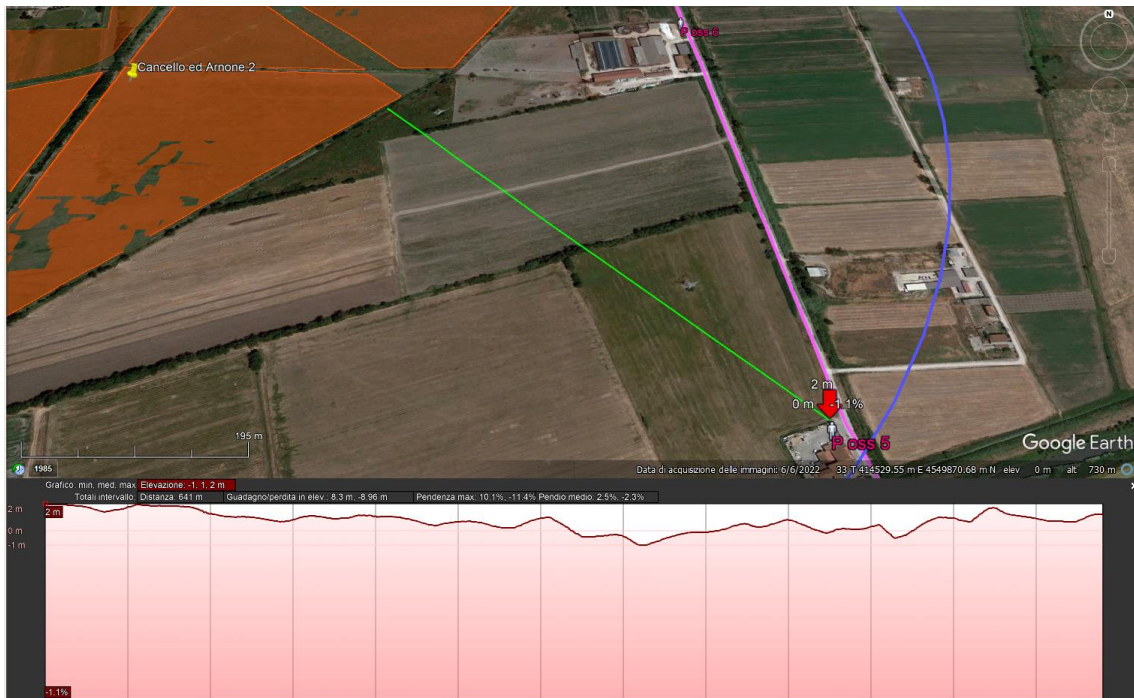 P oss 6
Cancello ed Arnone 2
N
2 m
0 m -1.1%
P oss 5
195 m
Google Earth
1985
Data di acquisizione delle immagini: 6/6/2022 33 T 414529.55 m E 4549870.68 m N elev 0 m alt 730 m
Grafico: min. med. max Elevazione: -1, 1, 2 m
Totali intervallo: Distanza: 641 m Guadagno/perdita in elev.: 8.3 m, -8.96 m Pendenza max: 10.1%, -11.4% Pendio medio: 2.5%, -2.3%
2 m
2 m
0 m
-1 m
-1.1%